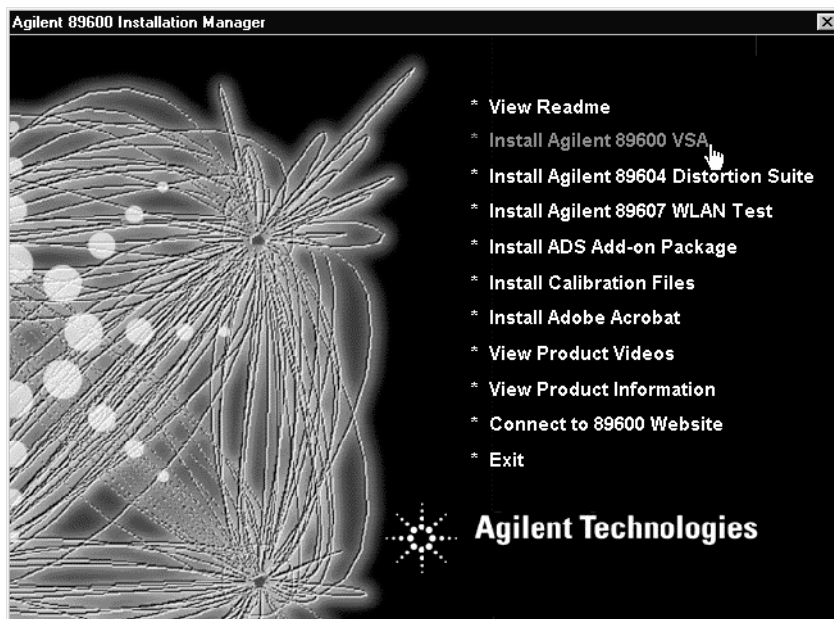 Agilent 89600 Installation Manager
* View Readme
* Install Agilent 89600 VSA
* Install Agilent 89604 Distortion Suite
* Install Agilent 89607 WLAN Test
* Install ADS Add-on Package
* Install Calibration Files
* Install Adobe Acrobat
* View Product Videos
* View Product Information
* Connect to 89600 Website
* Exit
Agilent Technologies